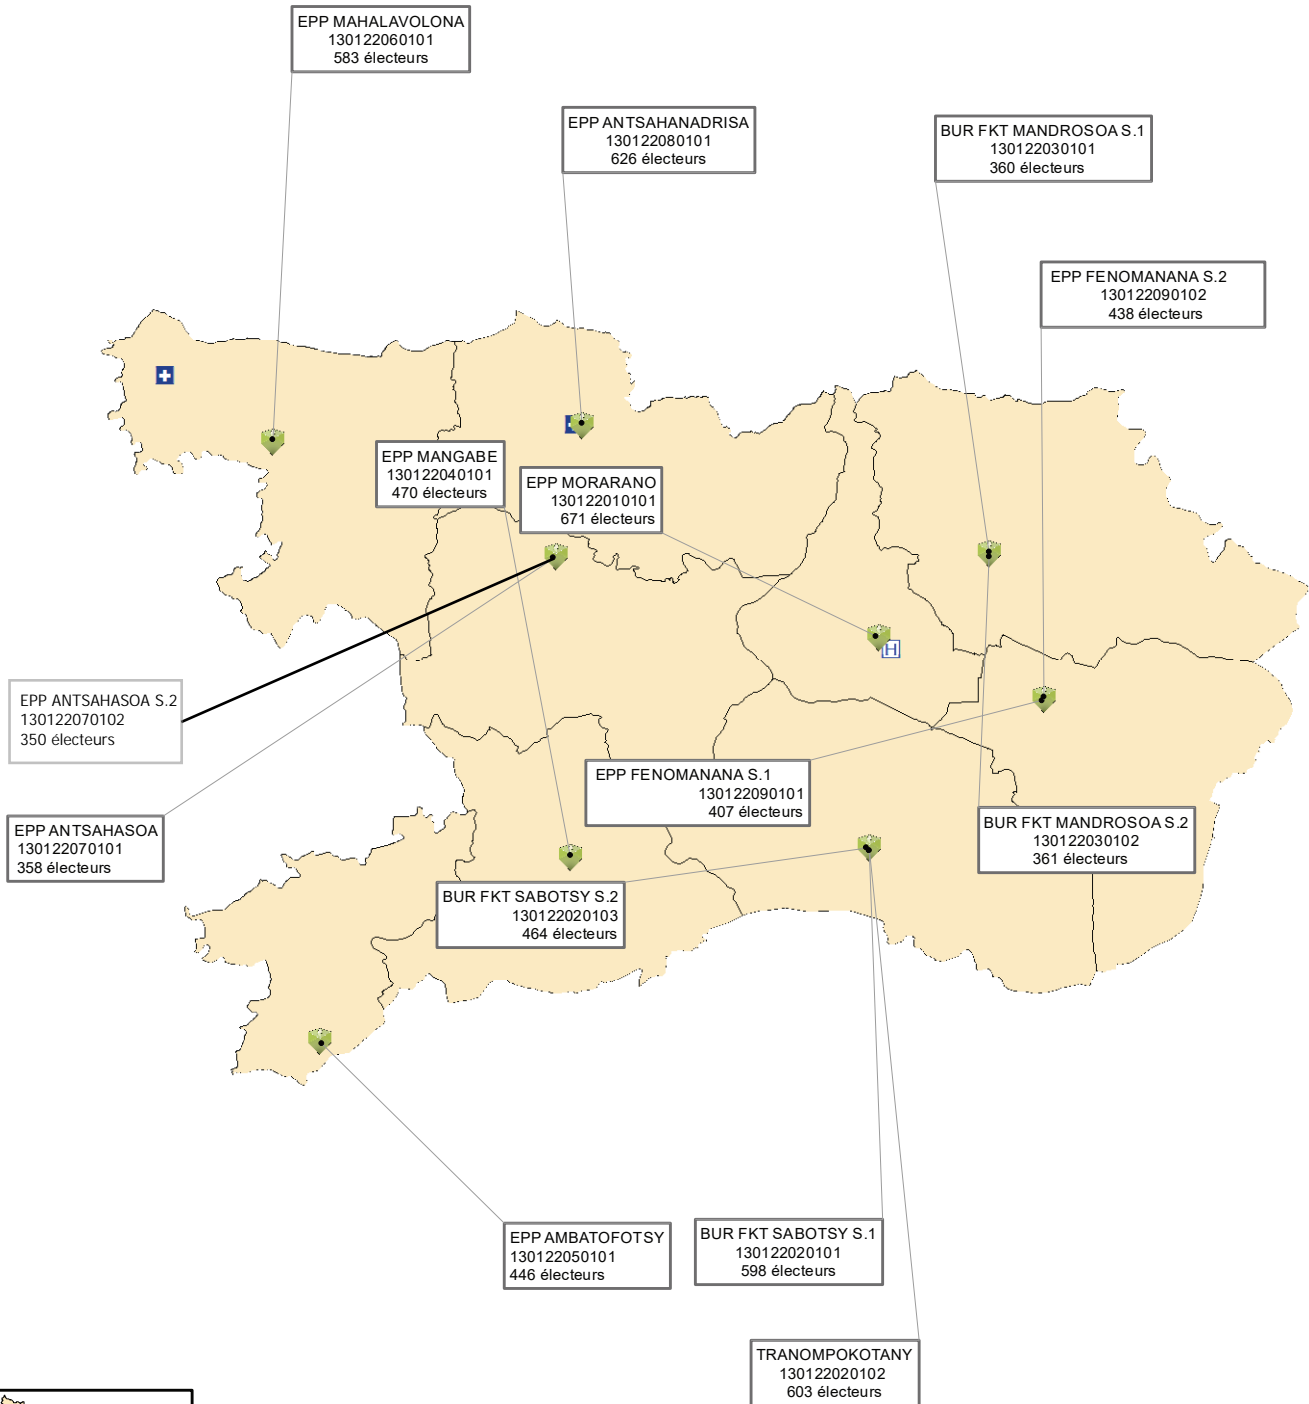 EPP MAHALAVOLONA
130122060101
583 électeurs
EPP ANTSAHANADRISA
130122080101
626 électeurs
BUR FKT MANDROSOA S.1
130122030101
360 électeurs
EPP FENOMANANA S.2
130122090102
438 électeurs
EPP MANGABE
130122040101
470 électeurs
EPP MORARANO
130122010101
671 électeurs
H
EPP ANTSAHASOA S.2
130122070102
350 électeurs
EPP FENOMANANA S.1
130122090101
407 électeurs
EPP ANTSAHASOA
130122070101
358 électeurs
BUR FKT MANDROSOA S.2
130122030102
361 électeurs
BUR FKT SABOTSY S.2
130122020103
464 électeurs
EPP AMBATOFOTSY
130122050101
446 électeurs
BUR FKT SABOTSY S.1
130122020101
598 électeurs
TRANOMPOKOTANY
130122020102
603 électeurs